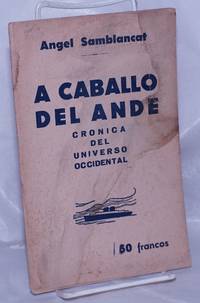 Angel Samblancat
A CABALLO
DEL ANDE
CRONICA
DEL
UNIVERSO
OCCIDENTAL
50 francos